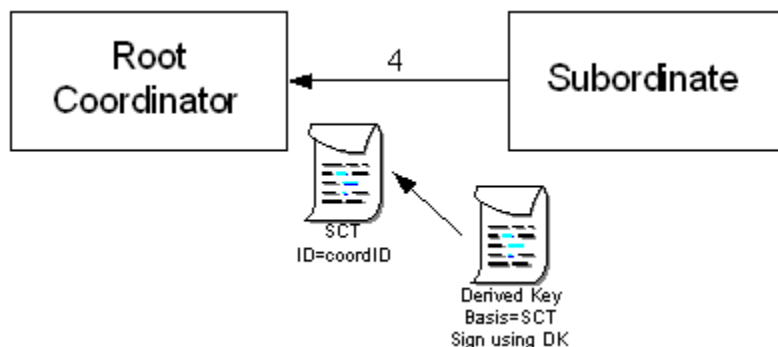 Root
Coordinator
4
Subordinate
SCT
ID=coordID
Derived Key
Basis=SCT
Sign using DK